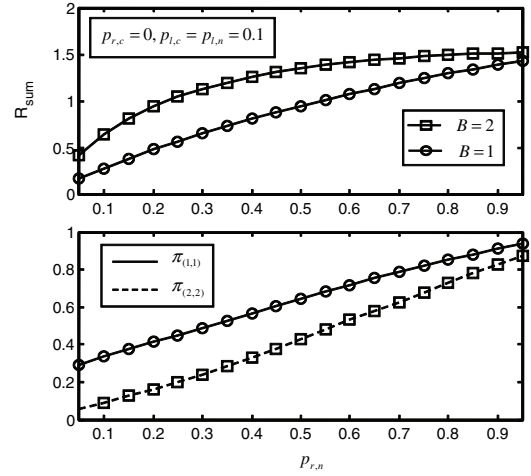 2
1.5
1
0.5
0
R_sum
p_{r,c} = 0, p_{l,c} = p_{l,n} = 0.1
B = 2
B = 1
0.1 0.2 0.3 0.4 0.5 0.6 0.7 0.8 0.9
1
0.8
0.6
0.4
0.2
0
π_{(1,1)}
π_{(2,2)}
0.1 0.2 0.3 0.4 0.5 0.6 0.7 0.8 0.9
p_{r,n}